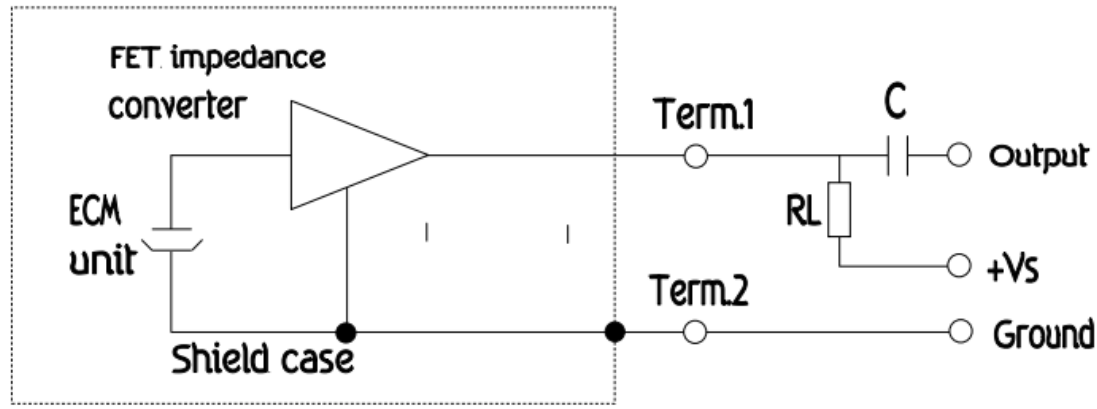 FET impedance
converter
Term.1
C
Output
ECM
unit
RL
+Vs
Term.2
Ground
Shield case